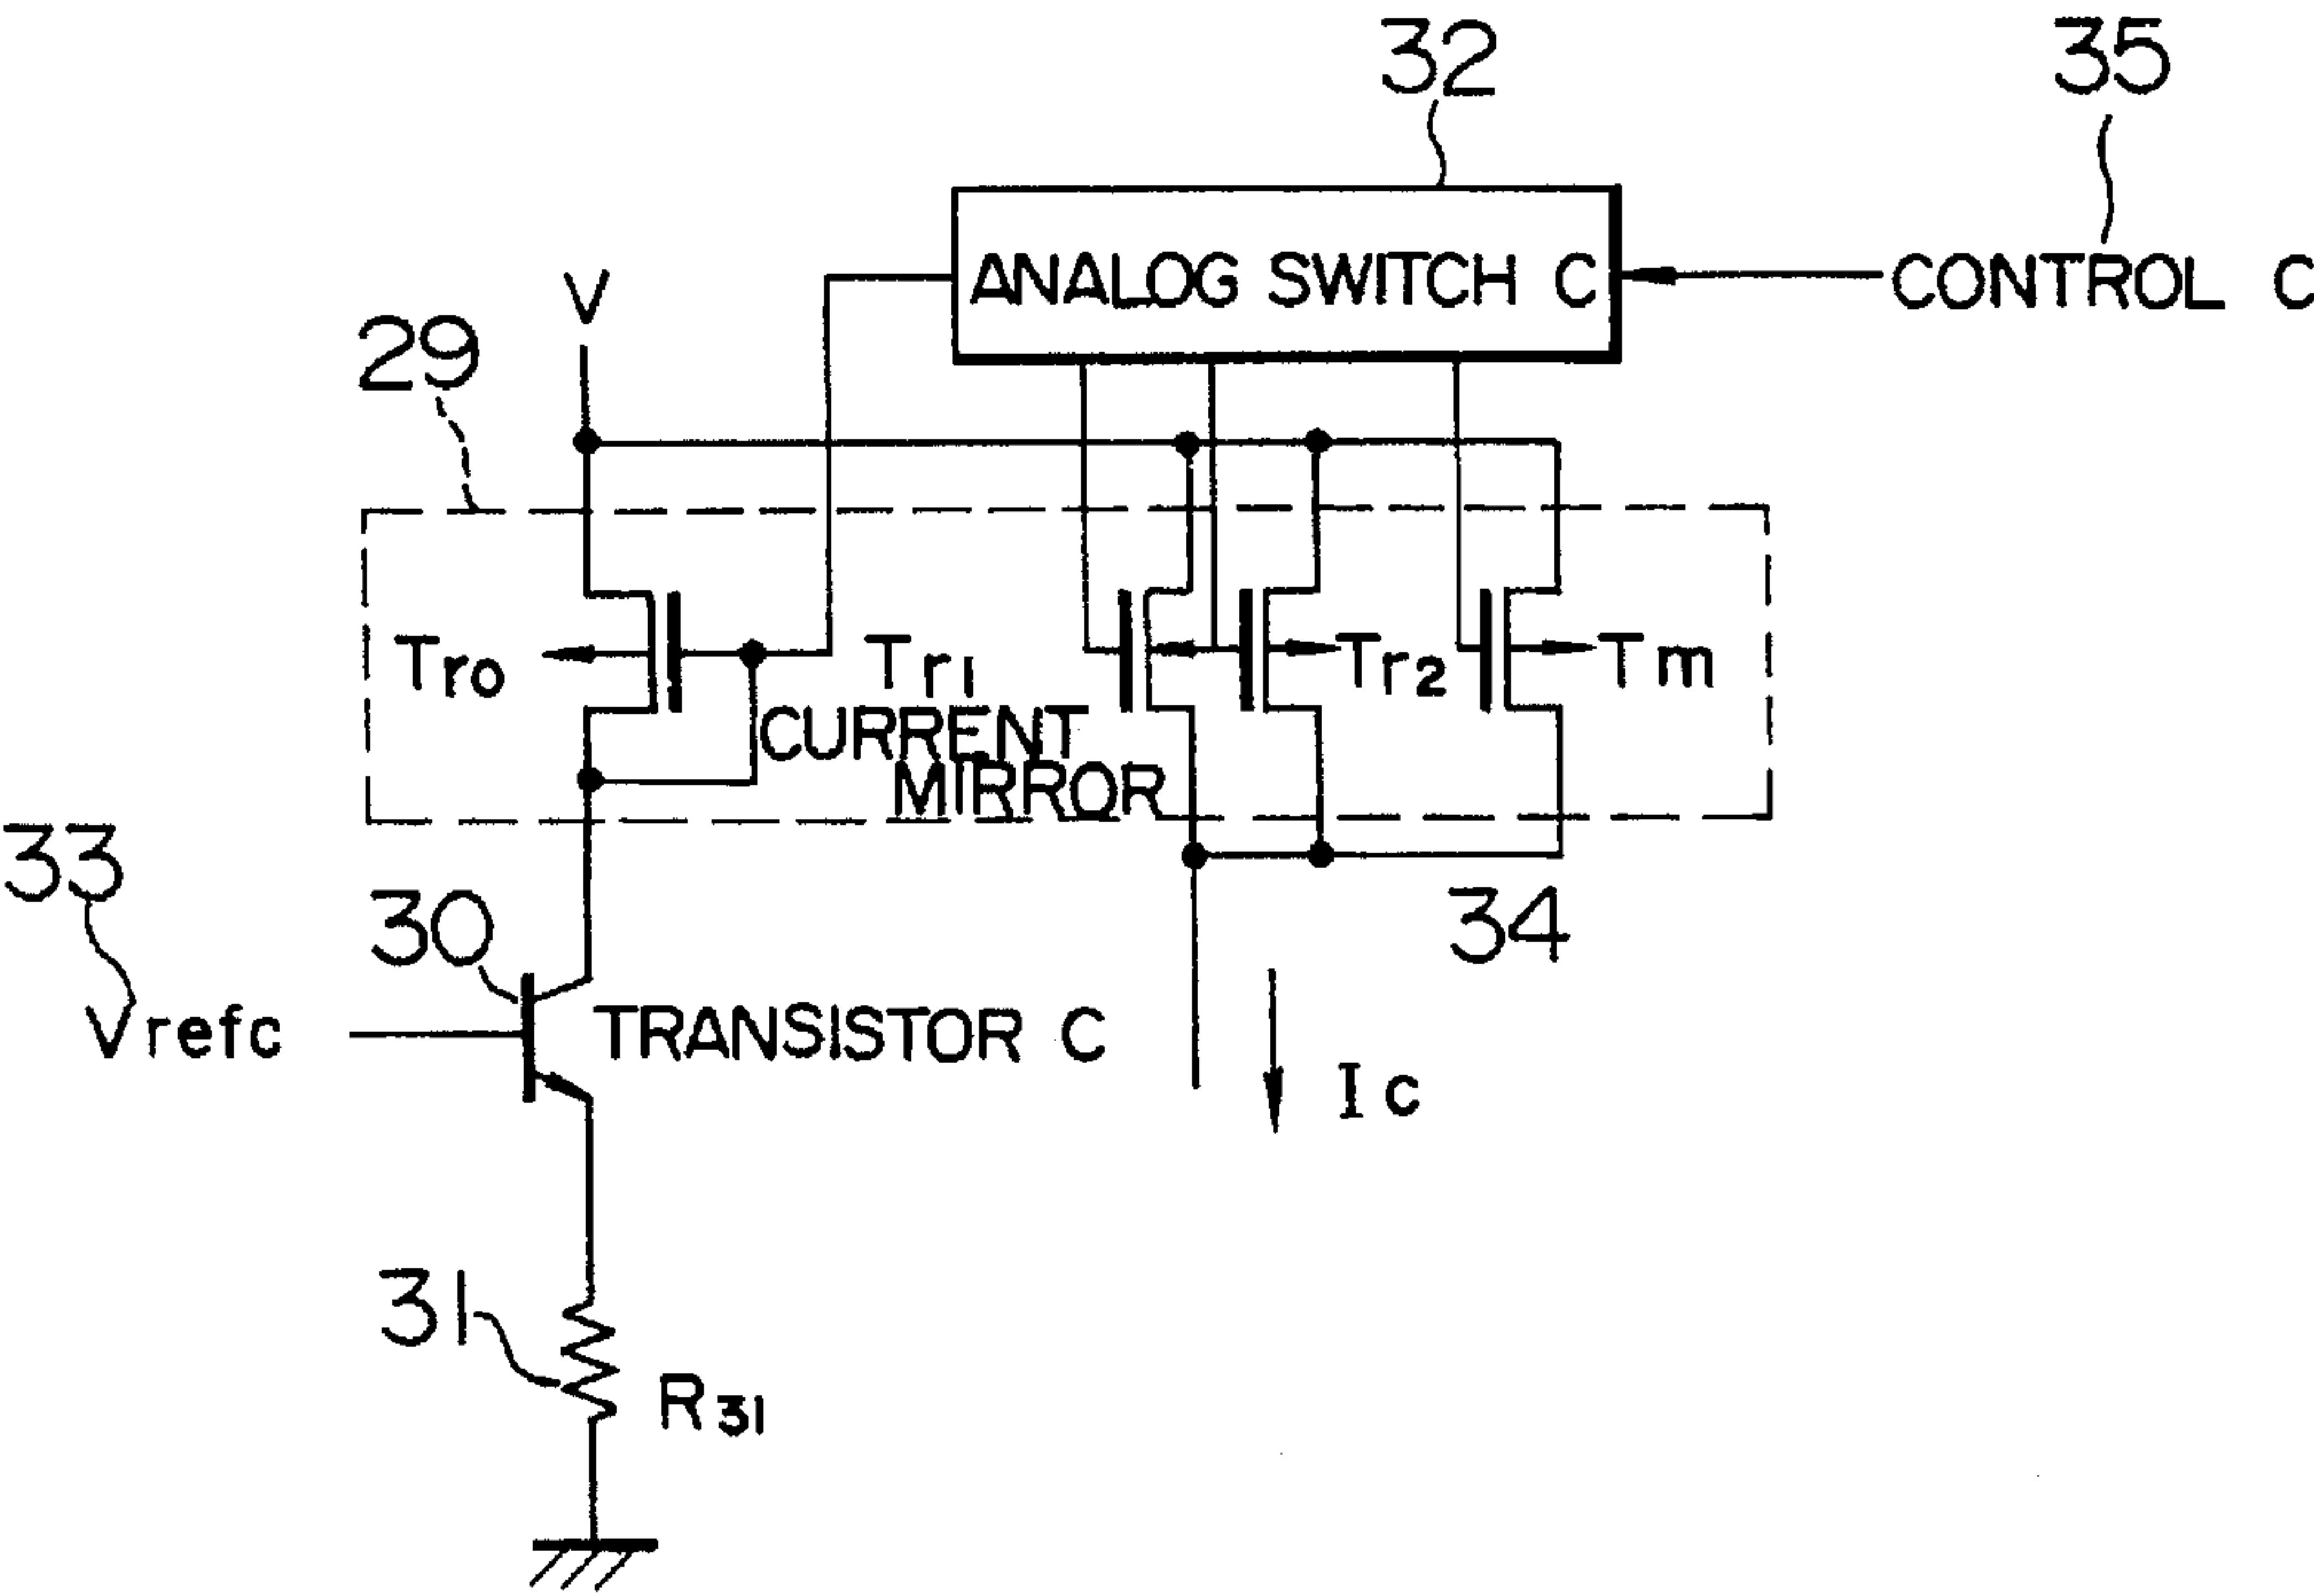 32
35
ANALOG SWITCH C
CONTROL C
V
29
Tr0
Tr1
Tr2
Tm
CURRENT
MIRROR
33
30
34
Vrefc
TRANSISTOR C
Ic
31
R31